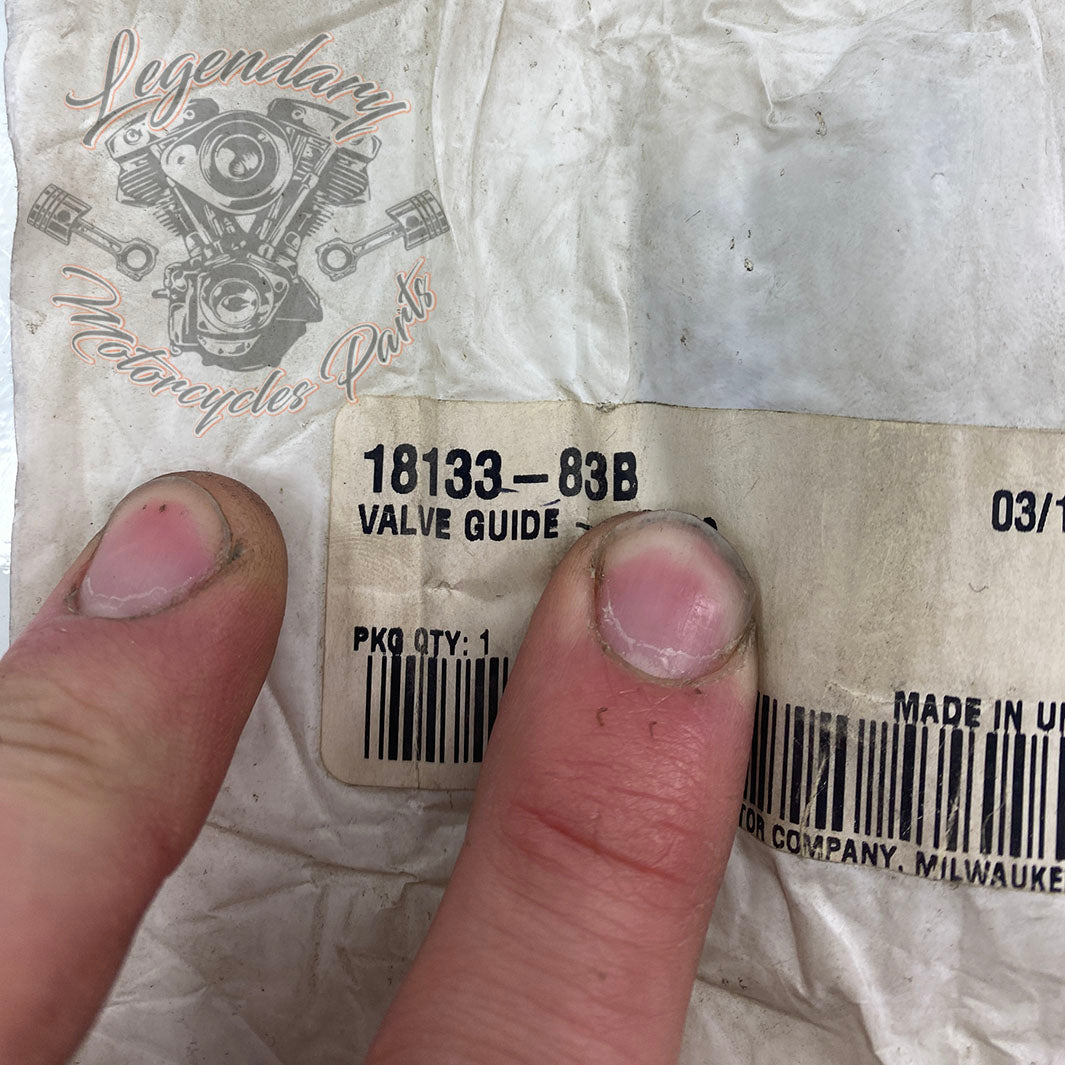 Legendary
Motorcycles Parts
18133-83B
VALVE GUIDE -
03/1
PKG QTY: 1
MADE IN U
TOR COMPANY, MILWAUKE